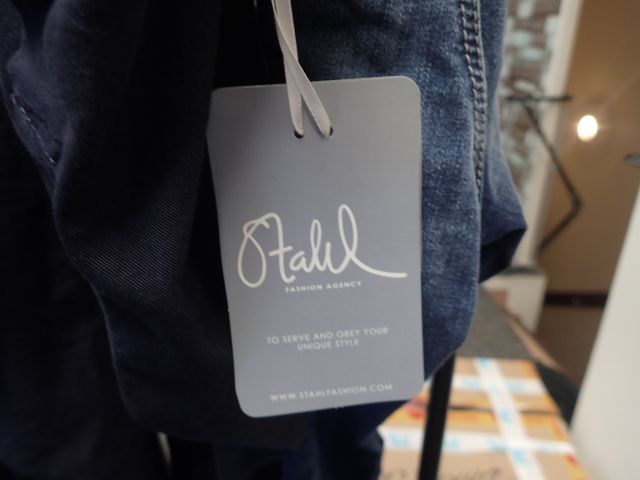 Stahl
FASHION AGENCY
TO SERVE AND OBEY YOUR
UNIQUE STYLE
WWW.STAHLFASHION.COM